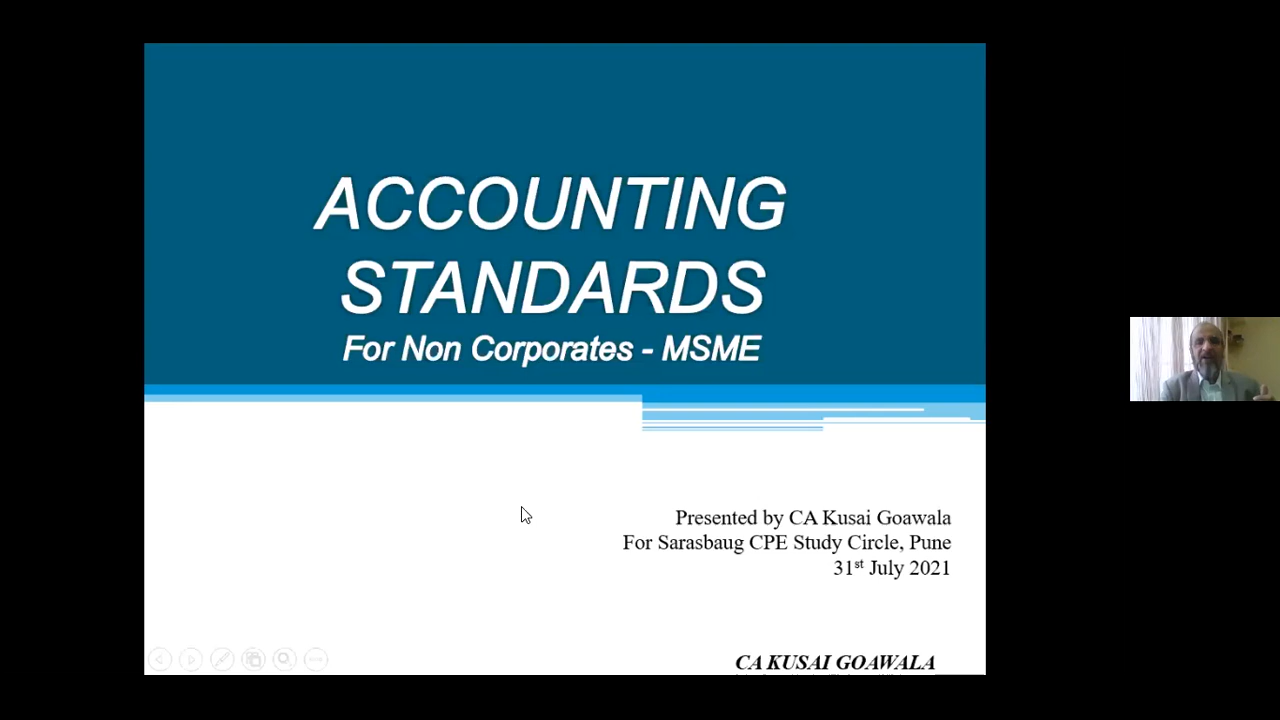 ACCOUNTING
STANDARDS
For Non Corporates - MSME
Presented by CA Kusai Goawala
For Sarasbaug CPE Study Circle, Pune
31st July 2021
CA KUSAI GOAWALA